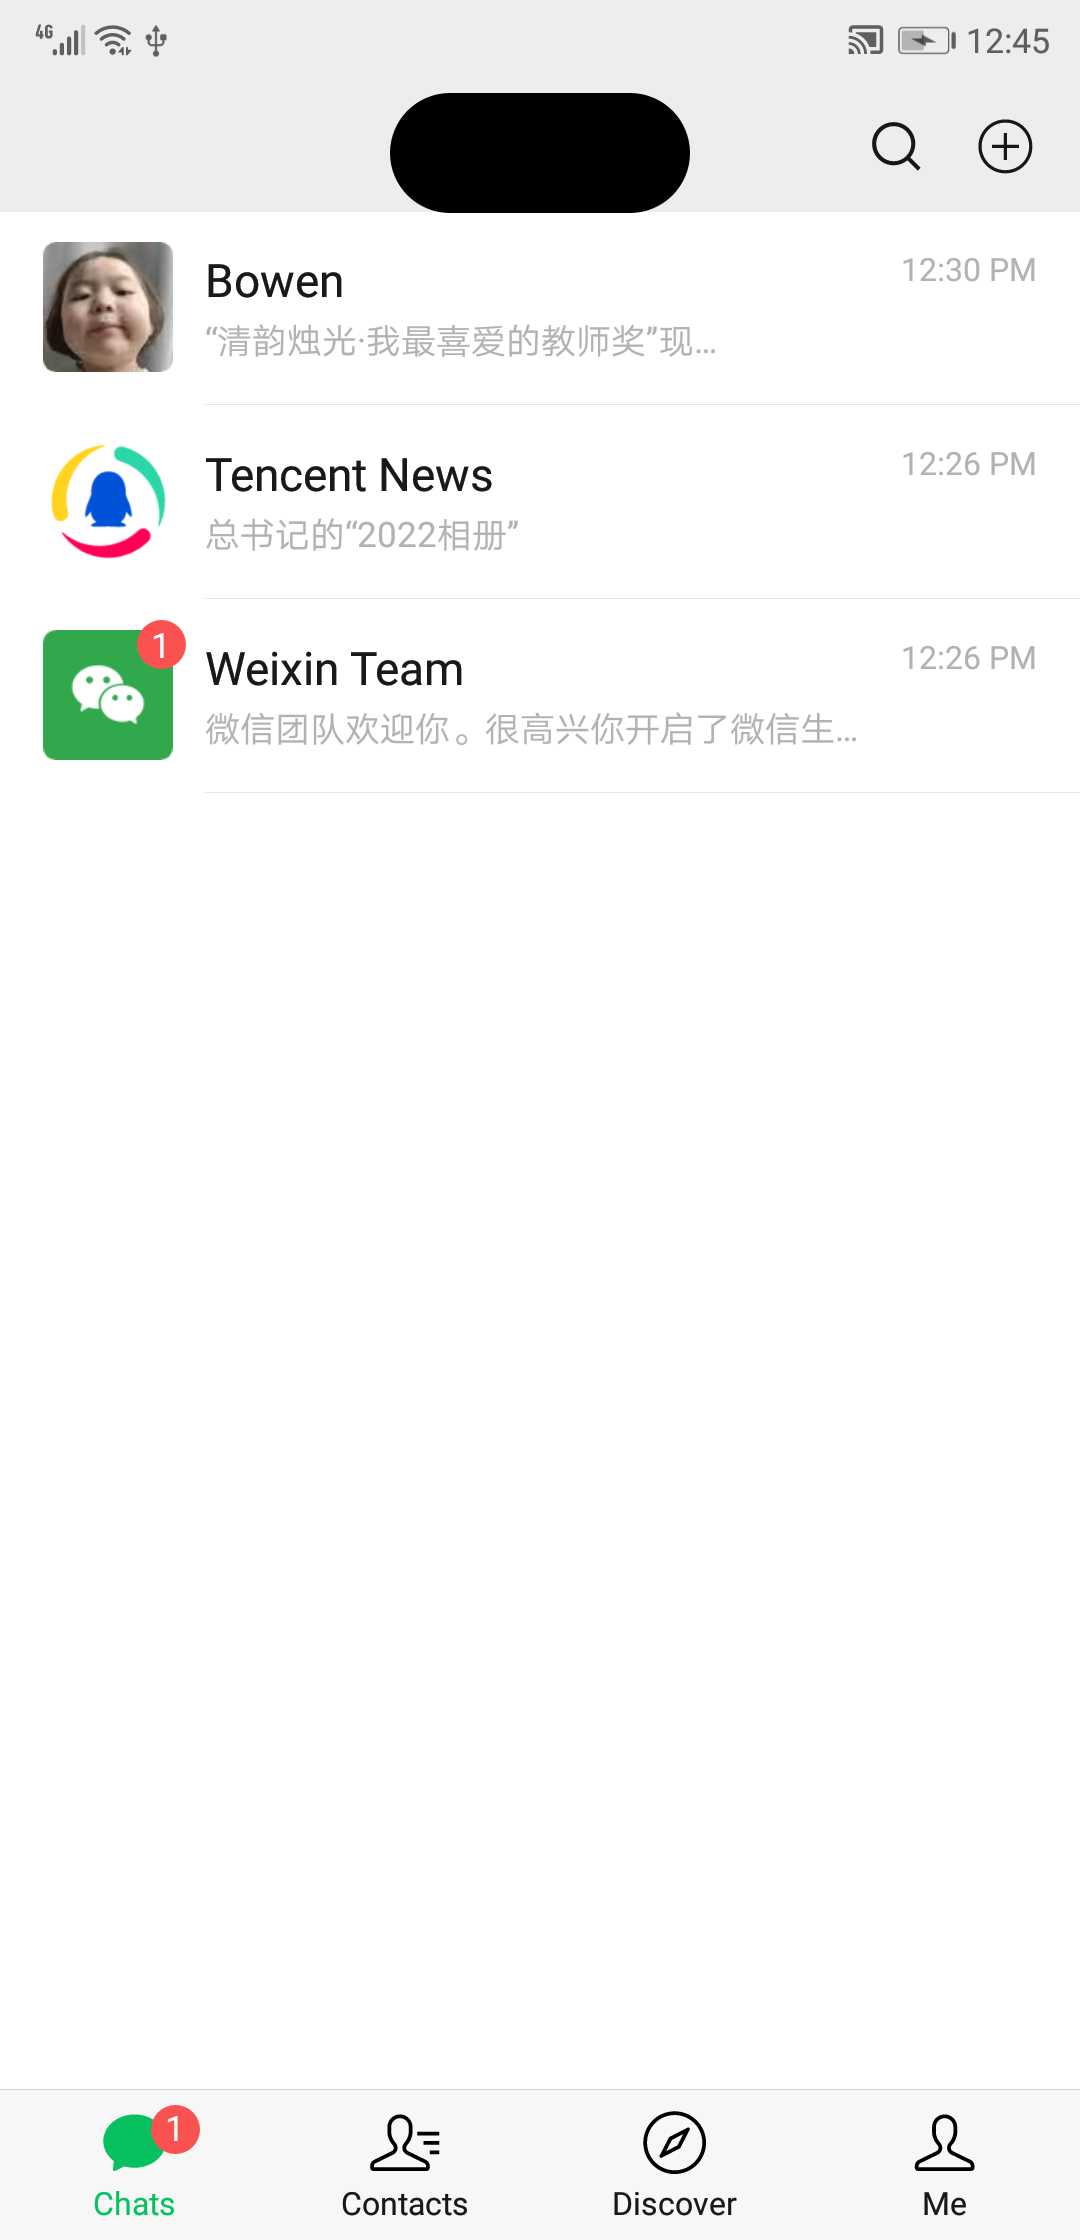 4G 12:45
Bowen 12:30 PM
“清韵烛光·我最喜爱的教师奖”现...
Tencent News 12:26 PM
总书记的“2022相册”
1
Weixin Team 12:26 PM
微信团队欢迎你。很高兴你开启了微信生...
1
Chats Contacts Discover Me